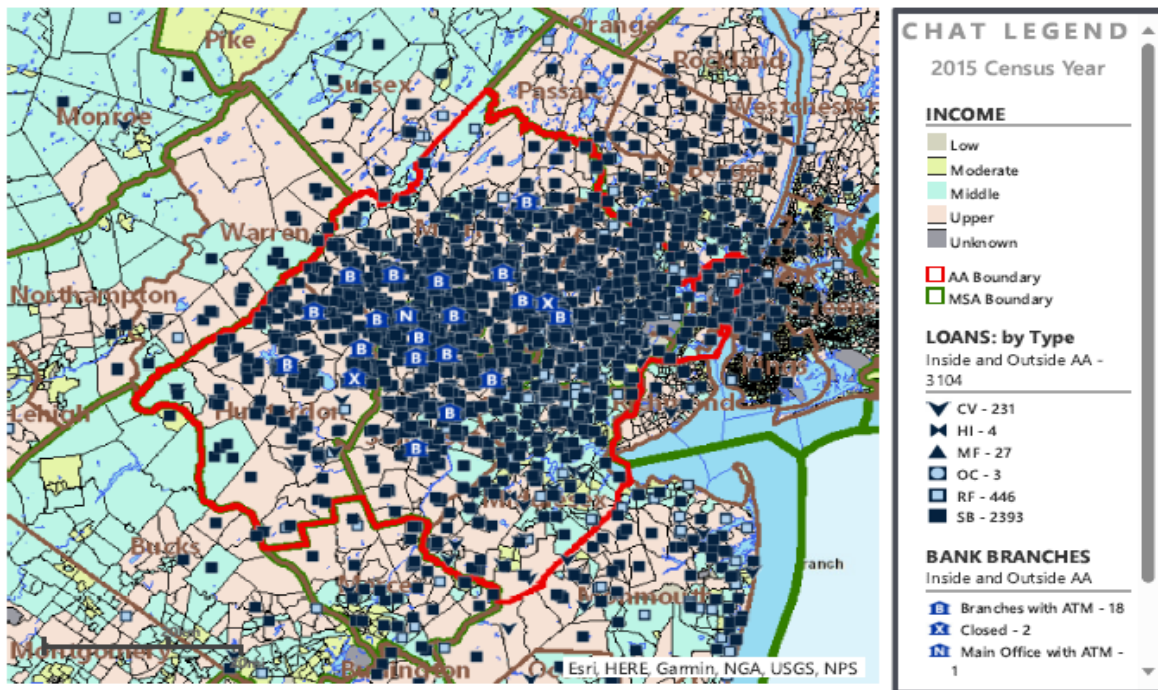 Orange
Pike
Rockland
Sussex
Passaic
Westchester
Monroe
Warren
Northampton
Lehigh
Hunterdon
Middlesex
Bucks
Mercer
Monmouth
ranch
Montgomery
Burlington
Oc
Esri, HERE, Garmin, NGA, USGS, NPS
CHAT LEGEND
2015 Census Year
INCOME
Low
Moderate
Middle
Upper
Unknown
AA Boundary
MSA Boundary
LOANS: by Type
Inside and Outside AA -
3104
CV - 231
HI - 4
MF - 27
OC - 3
RF - 446
SB - 2393
BANK BRANCHES
Inside and Outside AA
B Branches with ATM - 18
X Closed - 2
N Main Office with ATM -
1